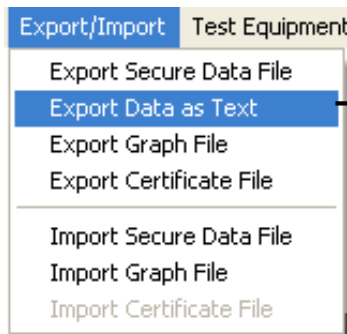 Export/Import Test Equipment
Export Secure Data File
Export Data as Text
Export Graph File
Export Certificate File
Import Secure Data File
Import Graph File
Import Certificate File